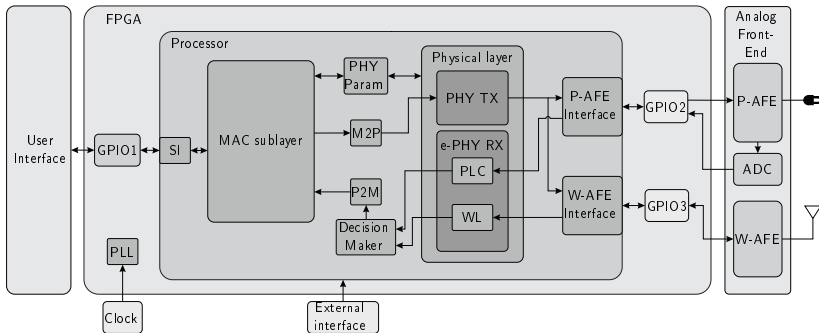 FPGA
Analog
Front-
End
Processor
Physical layer
PHY
Param
PHY TX
P-AFE
Interface
GPIO2
P-AFE
User
Interface
GPIO1
SI
MAC sublayer
M2P
e-PHY RX
PLC
ADC
P2M
WL
W-AFE
Interface
GPIO3
Decision
Maker
W-AFE
PLL
Clock
External
interface